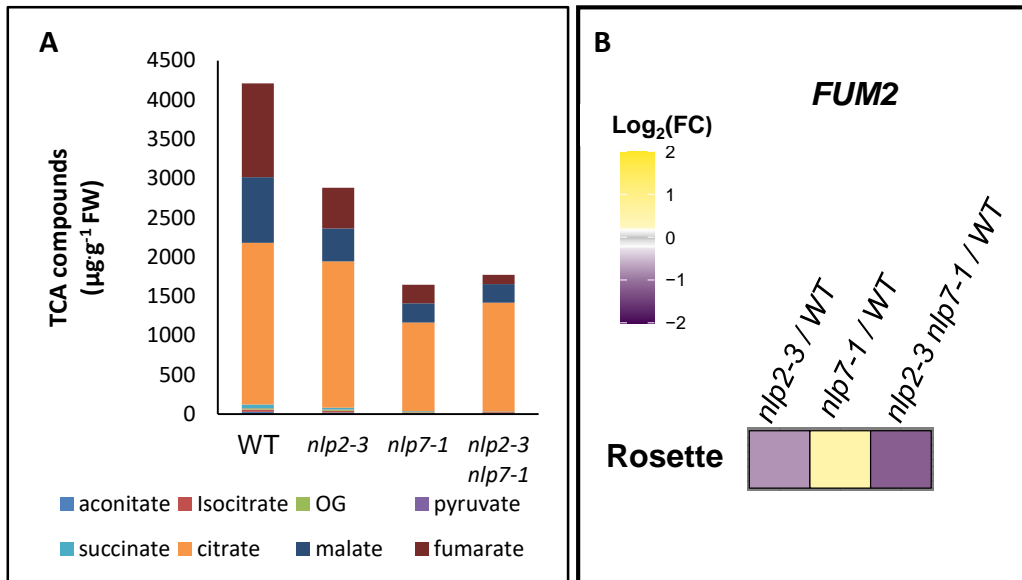 A
TCA compounds
(µg·g⁻¹ FW)
4500
4000
3500
3000
2500
2000
1500
1000
500
0
WT
nlp2-3
nlp7-1
nlp2-3
nlp7-1
aconitate Isocitrate OG pyruvate
succinate citrate malate fumarate
B
FUM2
Log₂(FC)
2
1
0
−1
−2
nlp2-3 / WT
nlp7-1 / WT
nlp2-3 nlp7-1 / WT
Rosette